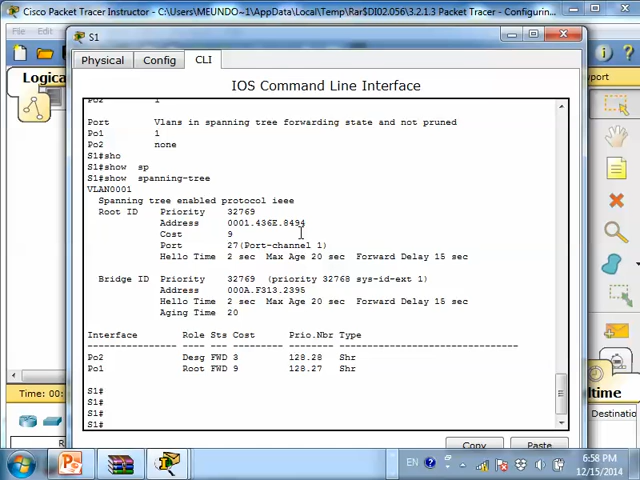 Cisco Packet Tracer Instructor - C:\Users\MEUNDO~1\AppData\Local\Temp\Rar$DI02.056\3.2.1.3 Packet Tracer - Configurin...
File
S1
Physical
Config
CLI
Logica
IOS Command Line Interface
Po2 1
Port Vlans in spanning tree forwarding state and not pruned
Po1 1
Po2 none
S1#sho
S1#show sp
S1#show spanning-tree
VLAN0001
Spanning tree enabled protocol ieee
Root ID Priority 32769
Address 0001.436E.8494
Cost 9
Port 27(Port-channel 1)
Hello Time 2 sec Max Age 20 sec Forward Delay 15 sec
Bridge ID Priority 32769 (priority 32768 sys-id-ext 1)
Address 000A.F313.2395
Hello Time 2 sec Max Age 20 sec Forward Delay 15 sec
Aging Time 20
Interface Role Sts Cost Prio.Nbr Type
---------------- ---- --- --------- -------- --------------------------------
Po2 Desg FWD 3 128.28 Shr
Po1 Root FWD 9 128.27 Shr
S1#
S1#
S1#
S1#
Copy
Paste
port
Time: 00:
ltime
Destinatio
EN
6:58 PM
12/15/2014